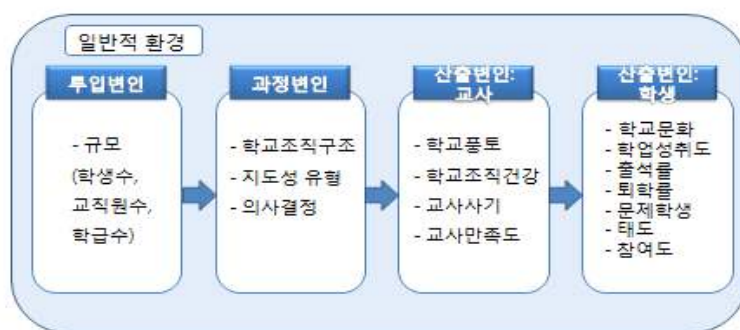 일반적 환경
투입변인
- 규모
(학생수,
교직원수,
학급수)
과정변인
- 학교조직구조
- 지도성 유형
- 의사결정
산출변인:
교사
- 학교풍토
- 학교조직건강
- 교사사기
- 교사만족도
산출변인:
학생
- 학교문화
- 학업성취도
- 출석률
- 퇴학률
- 문제학생
- 태도
- 참여도